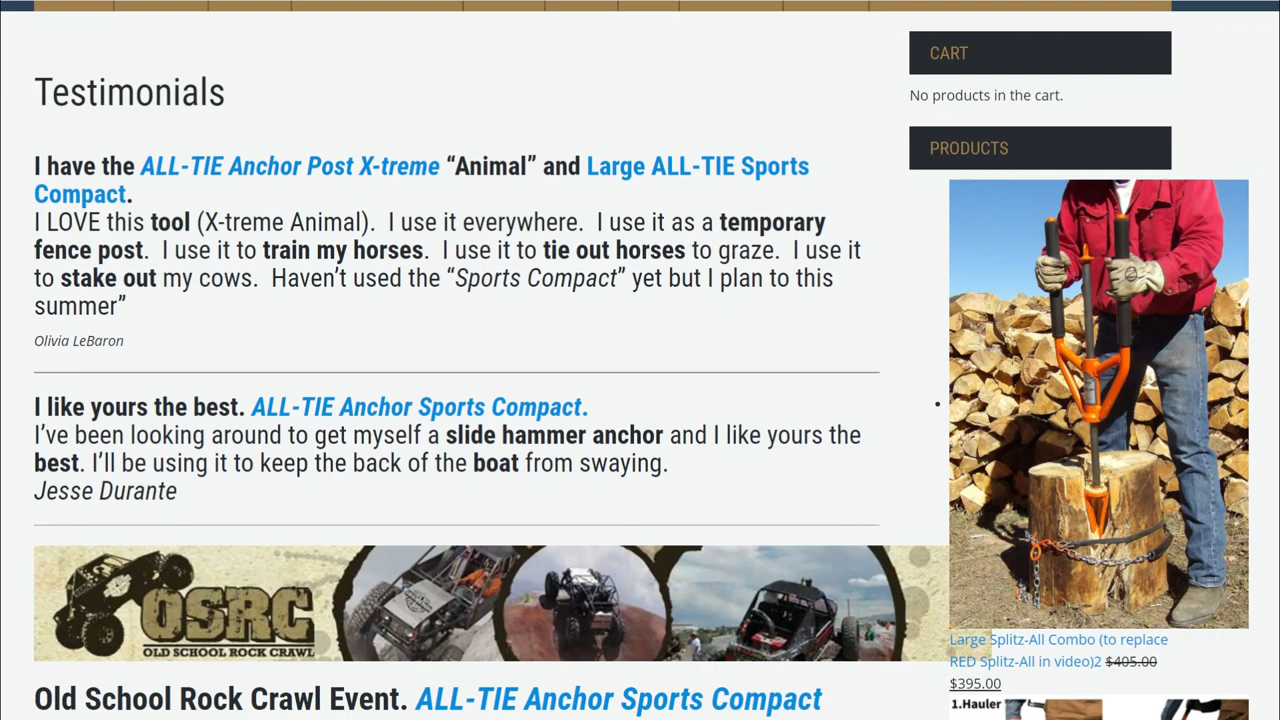 CART
No products in the cart.
PRODUCTS
Testimonials
I have the ALL-TIE Anchor Post X-treme “Animal” and Large ALL-TIE Sports
Compact.
I LOVE this tool (X-treme Animal).  I use it everywhere.  I use it as a temporary
fence post.  I use it to train my horses.  I use it to tie out horses to graze.  I use it
to stake out my cows.  Haven’t used the “Sports Compact” yet but I plan to this
summer”
Olivia LeBaron
I like yours the best. ALL-TIE Anchor Sports Compact.
I’ve been looking around to get myself a slide hammer anchor and I like yours the
best. I’ll be using it to keep the back of the boat from swaying.
Jesse Durante
OSRC
OLD SCHOOL ROCK CRAWL
Old School Rock Crawl Event. ALL-TIE Anchor Sports Compact
Large Splitz-All Combo (to replace
RED Splitz-All in video)2 $405.00
$395.00
1.Hauler